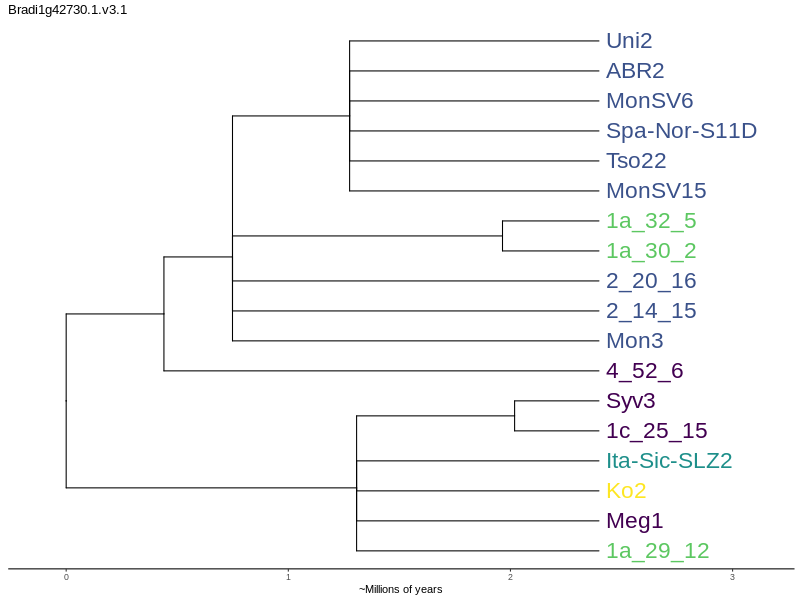 Bradi1g42730.1.v3.1
Uni2
ABR2
MonSV6
Spa-Nor-S11D
Tso22
MonSV15
1a_32_5
1a_30_2
2_20_16
2_14_15
Mon3
4_52_6
Syv3
1c_25_15
Ita-Sic-SLZ2
Ko2
Meg1
1a_29_12
0 1 2 3
~Millions of years